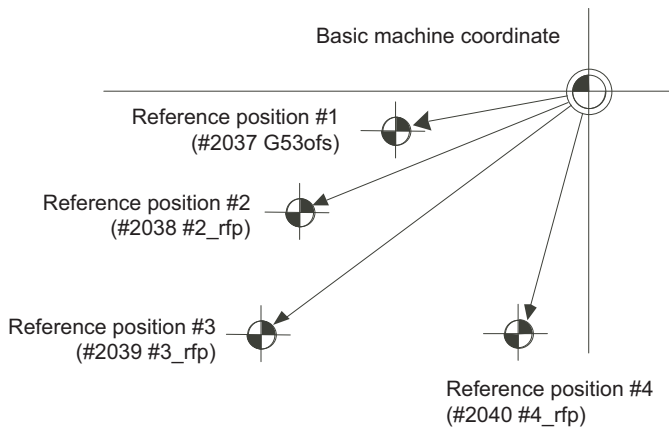 Basic machine coordinate
Reference position #1
(#2037 G53ofs)
Reference position #2
(#2038 #2_rfp)
Reference position #3
(#2039 #3_rfp)
Reference position #4
(#2040 #4_rfp)